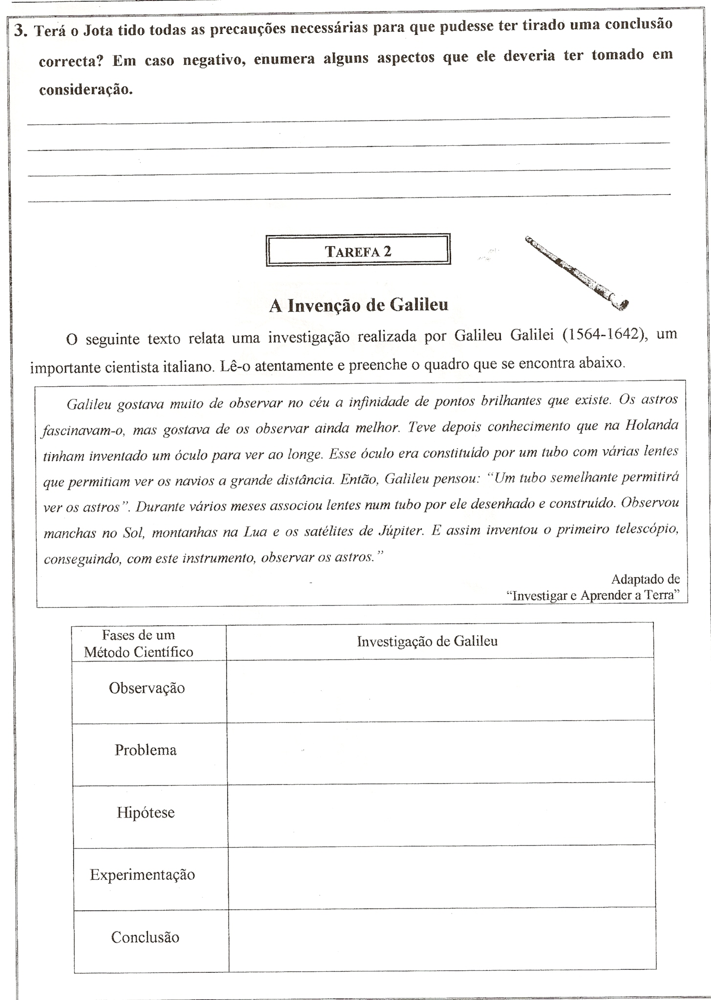 3. Terá o Jota tido todas as precauções necessárias para que pudesse ter tirado uma conclusão
correcta? Em caso negativo, enumera alguns aspectos que ele deveria ter tomado em
consideração.
TAREFA 2
A Invenção de Galileu
O seguinte texto relata uma investigação realizada por Galileu Galilei (1564-1642), um
importante cientista italiano. Lê-o atentamente e preenche o quadro que se encontra abaixo.
Galileu gostava muito de observar no céu a infinidade de pontos brilhantes que existe. Os astros
fascinavam-o, mas gostava de os observar ainda melhor. Teve depois conhecimento que na Holanda
tinham inventado um óculo para ver ao longe. Esse óculo era constituído por um tubo com várias lentes
que permitiam ver os navios a grande distância. Então, Galileu pensou: “Um tubo semelhante permitirá
ver os astros”. Durante vários meses associou lentes num tubo por ele desenhado e construído. Observou
manchas no Sol, montanhas na Lua e os satélites de Júpiter. E assim inventou o primeiro telescópio,
conseguindo, com este instrumento, observar os astros.”
Adaptado de
“Investigar e Aprender a Terra”
Fases de um
Método Científico
Investigação de Galileu
Observação
Problema
Hipótese
Experimentação
Conclusão